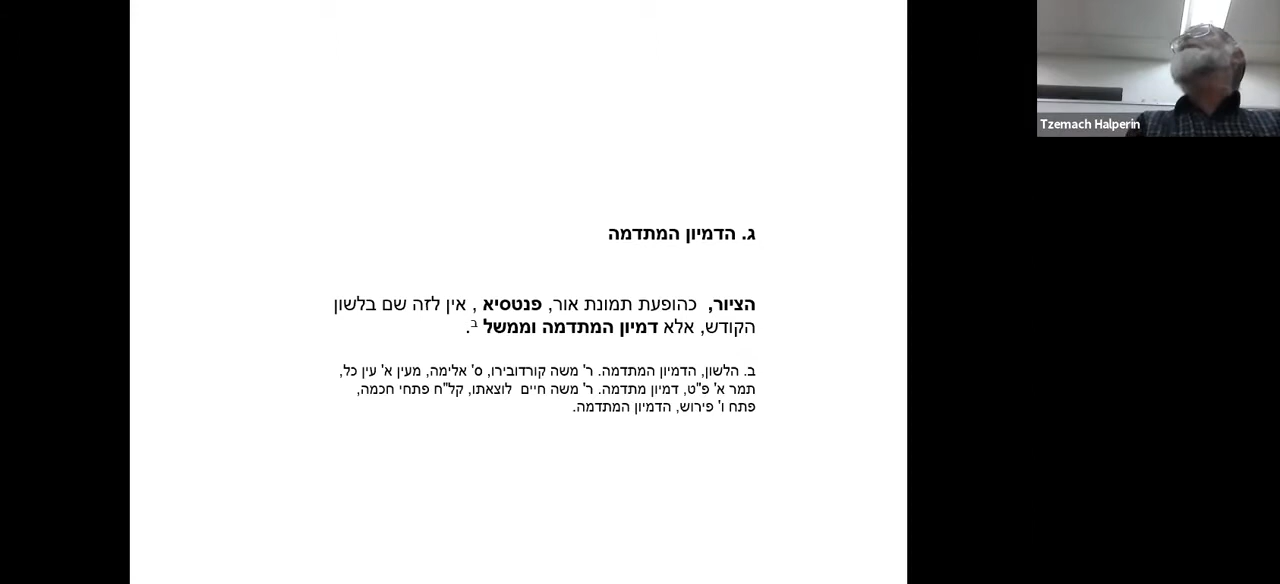 ג. הדמיון המתדמה
הציור, כהופעת תמונת אור, פנטסיא , אין לזה שם בלשון
הקודש, אלא דמיון המתדמה וממשל ב.
ב. הלשון, הדמיון המתדמה. ר' משה קורדובירו, ס' אלימה, מעין א' עין כל,
תמר א' פ"ט, דמיון מתדמה. ר' משה חיים לוצאתו, קל"ח פתחי חכמה,
פתח ו' פירוש, הדמיון המתדמה.
Tzemach Halperin